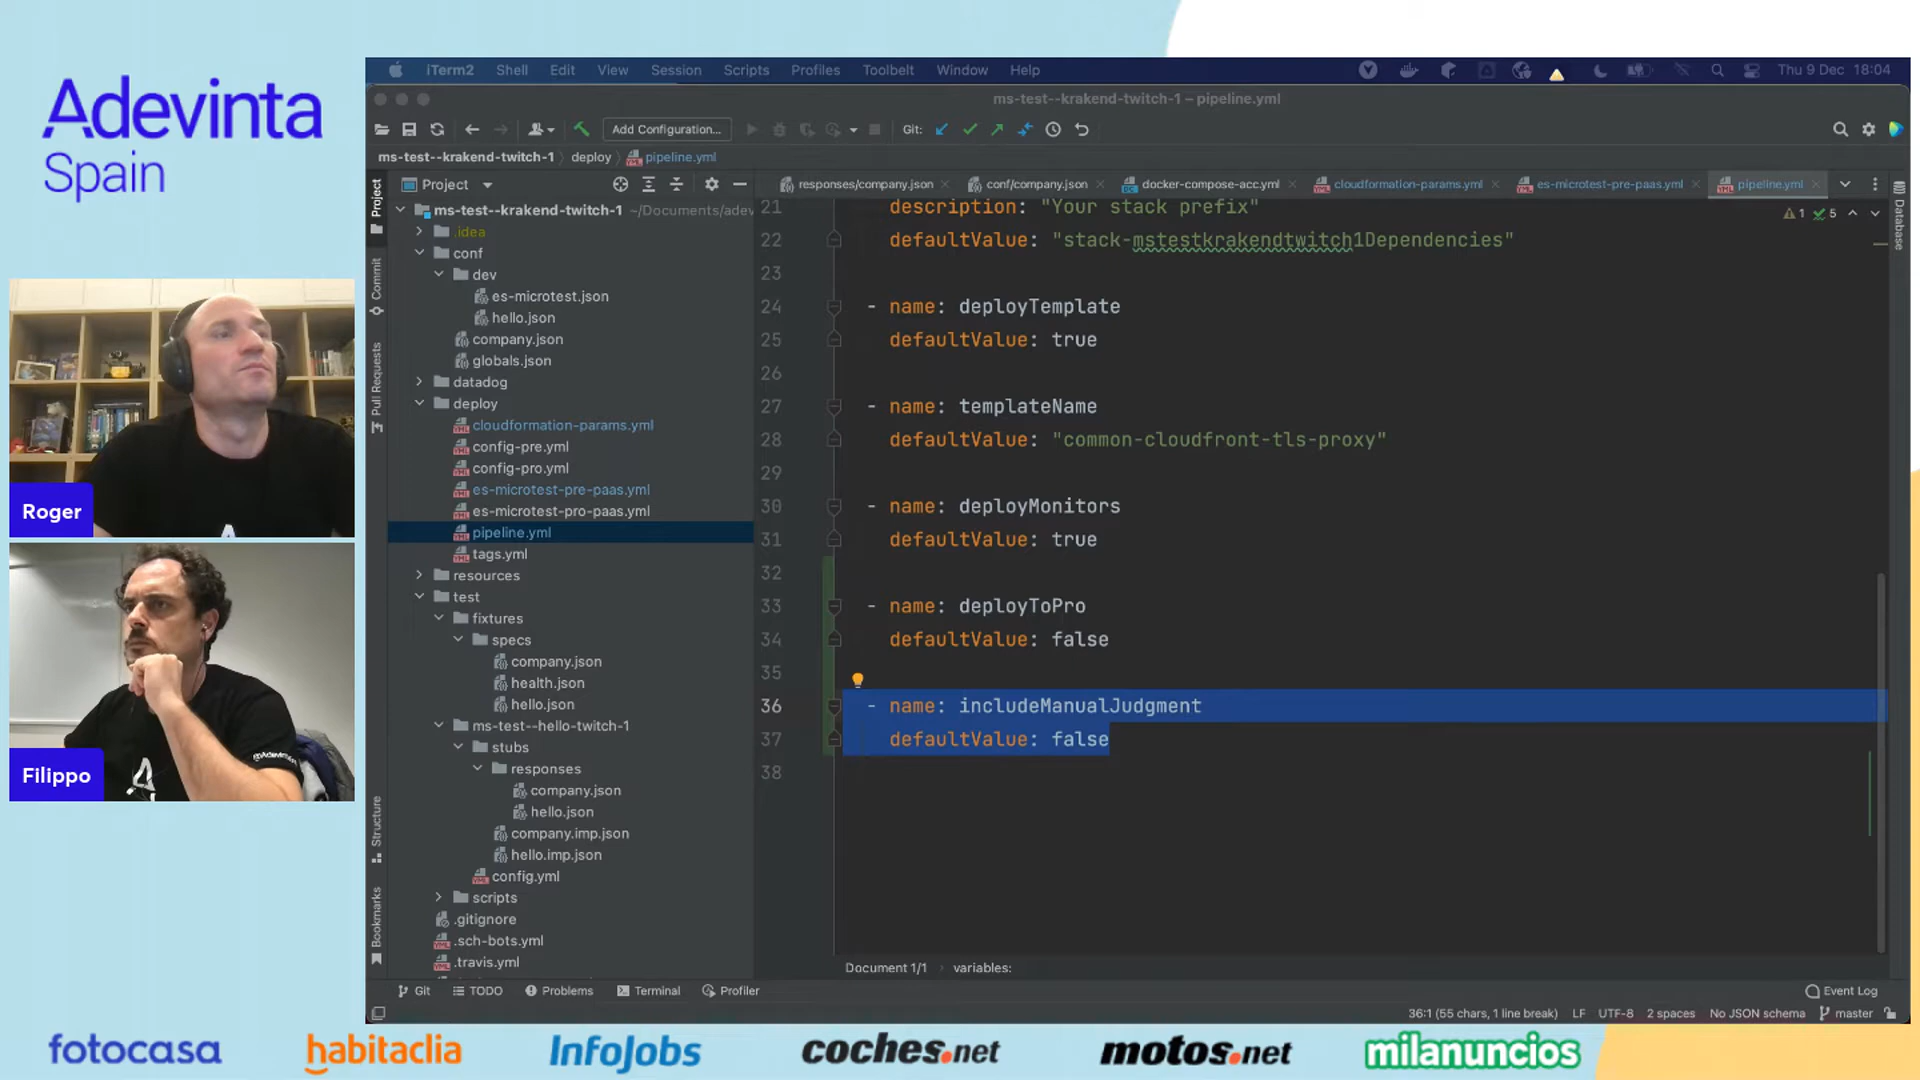 Adevinta
Spain
Roger
Filippo
iTerm2 Shell Edit View Session Scripts Profiles Toolbelt Window Help
Thu 9 Dec 18:04
ms-test--krakend-twitch-1 – pipeline.yml
Add Configuration...
Git:
ms-test--krakend-twitch-1 〉 deploy 〉 pipeline.yml
Project
responses/company.json
conf/company.json
docker-compose-acc.yml
cloudformation-params.yml
es-microtest-pre-paas.yml
pipeline.yml
Project
Commit
Pull Requests
Structure
Bookmarks
Database
ms-test--krakend-twitch-1 ~/Documents/adev
.idea
conf
dev
es-microtest.json
hello.json
company.json
globals.json
datadog
deploy
cloudformation-params.yml
config-pre.yml
config-pro.yml
es-microtest-pre-paas.yml
es-microtest-pro-paas.yml
pipeline.yml
tags.yml
resources
test
fixtures
specs
company.json
health.json
hello.json
ms-test--hello-twitch-1
stubs
responses
company.json
hello.json
company.imp.json
hello.imp.json
config.yml
scripts
.gitignore
.sch-bots.yml
.travis.yml
1 5
21 description: "Your stack prefix"
22 defaultValue: "stack-mstestkrakendtwitch1Dependencies"
23
24 - name: deployTemplate
25 defaultValue: true
26
27 - name: templateName
28 defaultValue: "common-cloudfront-tls-proxy"
29
30 - name: deployMonitors
31 defaultValue: true
32
33 - name: deployToPro
34 defaultValue: false
35
36 - name: includeManualJudgment
37 defaultValue: false
38
Document 1/1 › variables:
Git TODO Problems Terminal Profiler
Event Log
36:1 (55 chars, 1 line break) LF UTF-8 2 spaces No JSON schema master
fotocasa
habitaclia
InfoJobs
coches.net
motos.net
milanuncios